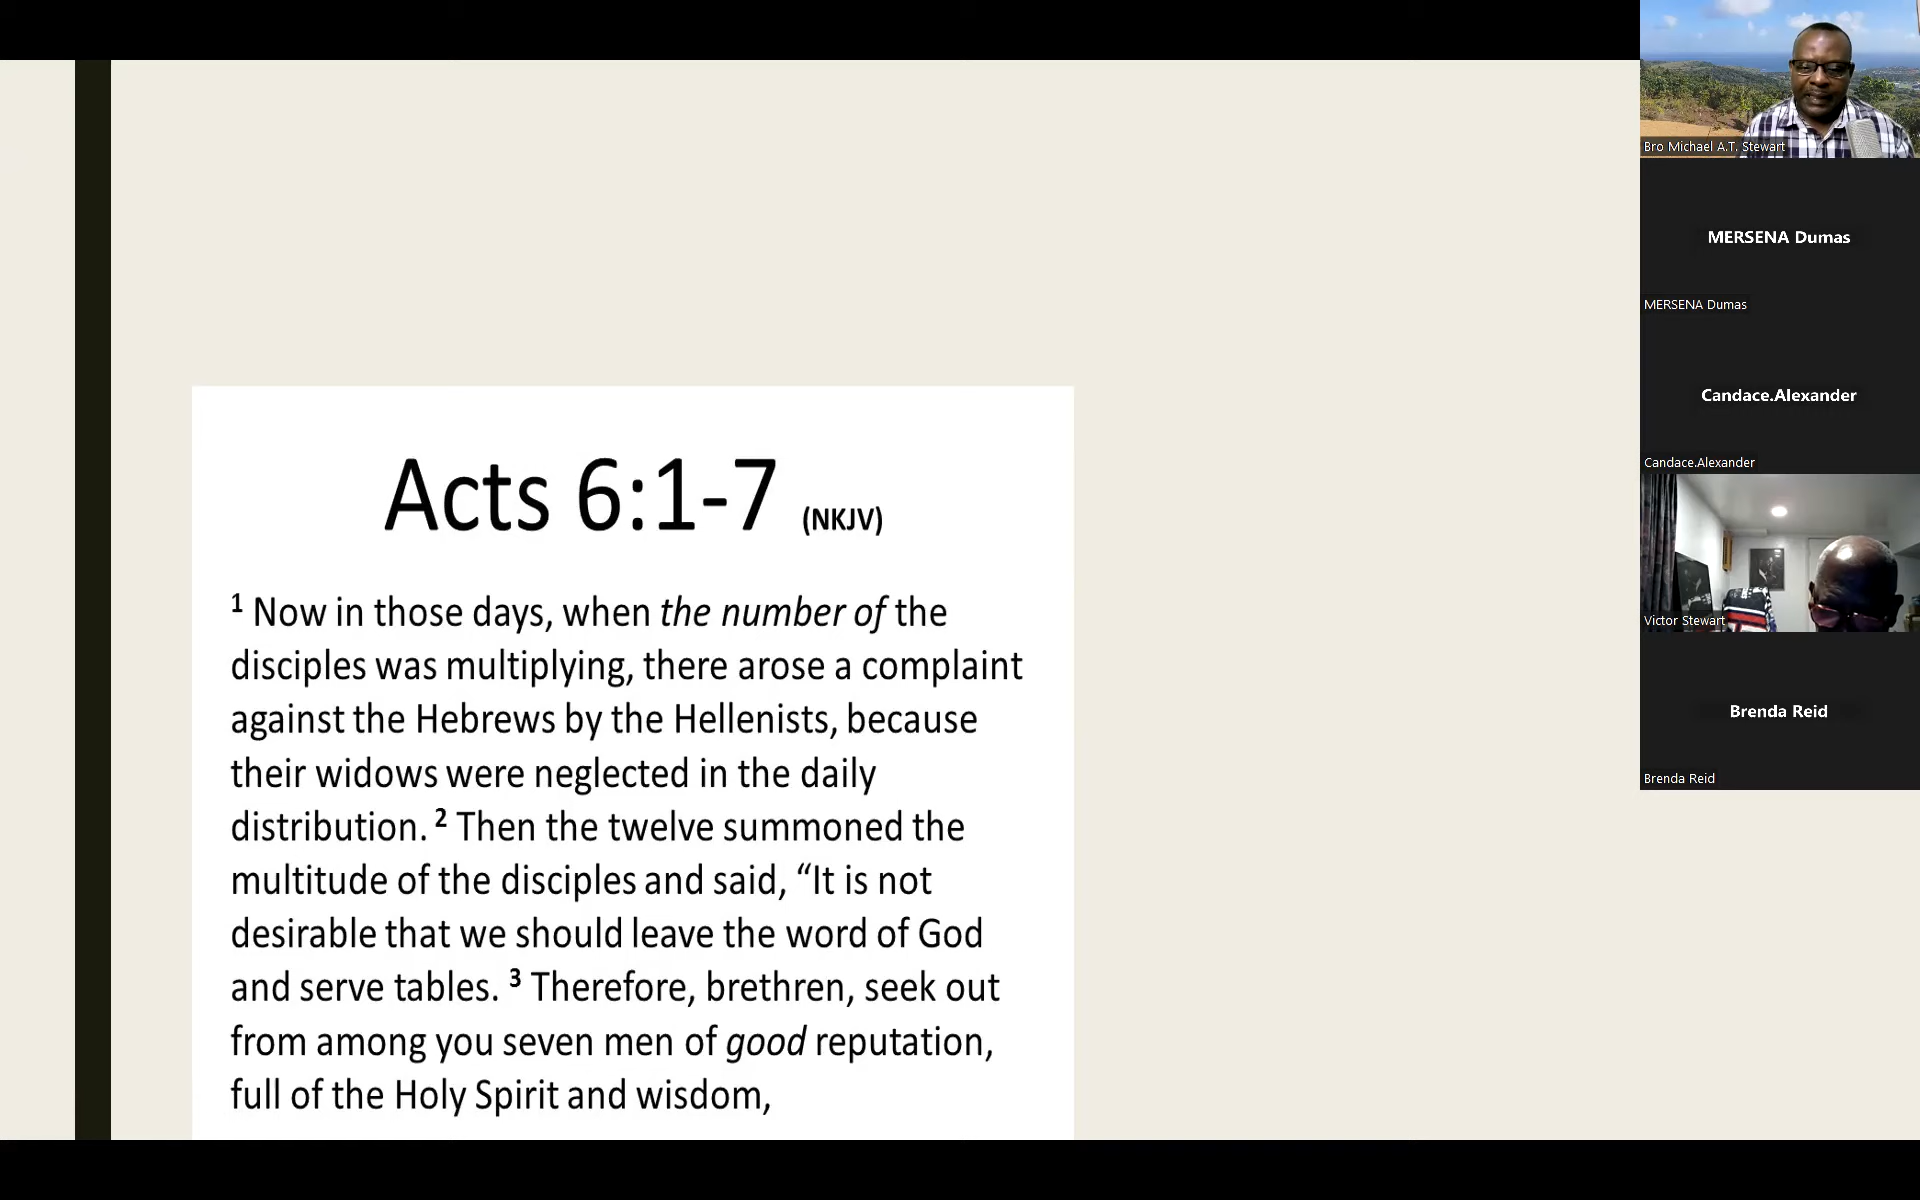 Acts 6:1-7 (NKJV)
1 Now in those days, when the number of the
disciples was multiplying, there arose a complaint
against the Hebrews by the Hellenists, because
their widows were neglected in the daily
distribution. 2 Then the twelve summoned the
multitude of the disciples and said, “It is not
desirable that we should leave the word of God
and serve tables. 3 Therefore, brethren, seek out
from among you seven men of good reputation,
full of the Holy Spirit and wisdom,
Bro Michael A.T. Stewart
MERSENA Dumas
MERSENA Dumas
Candace.Alexander
Candace.Alexander
Victor Stewart
Brenda Reid
Brenda Reid